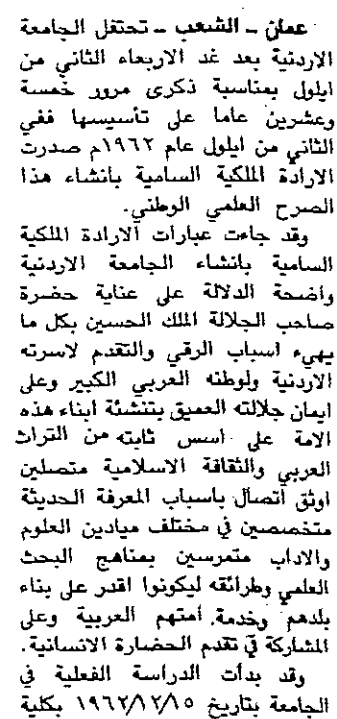 عمان - الشعب - تحتفل الجامعة
الاردنية بعد غد الاربعاء الثاني من
ايلول بمناسبة ذكرى مرور خمسة
وعشرين عاما على تأسيسها ففي
الثاني من ايلول عام ١٩٦٢م صدرت
الارادة الملكية السامية بانشاء هذا
الصرح العلمي الوطني.
وقد جاءت عبارات الارادة الملكية
السامية بانشاء الجامعة الاردنية
واضحة الدلالة على عناية حضرة
صاحب الجلالة الملك الحسين بكل ما
يهيء اسباب الرقي والتقدم لاسرته
الاردنية ولوطنه العربي الكبير وعلى
ايمان جلالته العميق بتنشئة ابناء هذه
الامة على اسس ثابته من التراث
العربي والثقافة الاسلامية متصلين
اوثق اتصال باسباب المعرفة الحديثة
متخصصين في مختلف ميادين العلوم
والاداب متمرسين بمناهج البحث
العلمي وطرائقه ليكونوا اقدر على بناء
بلدهم وخدمة امتهم العربية وعلى
المشاركة في تقدم الحضارة الانسانية.
وقد بدأت الدراسة الفعلية في
الجامعة بتاريخ ١٩٦٢/١٢/١٥ بكلية